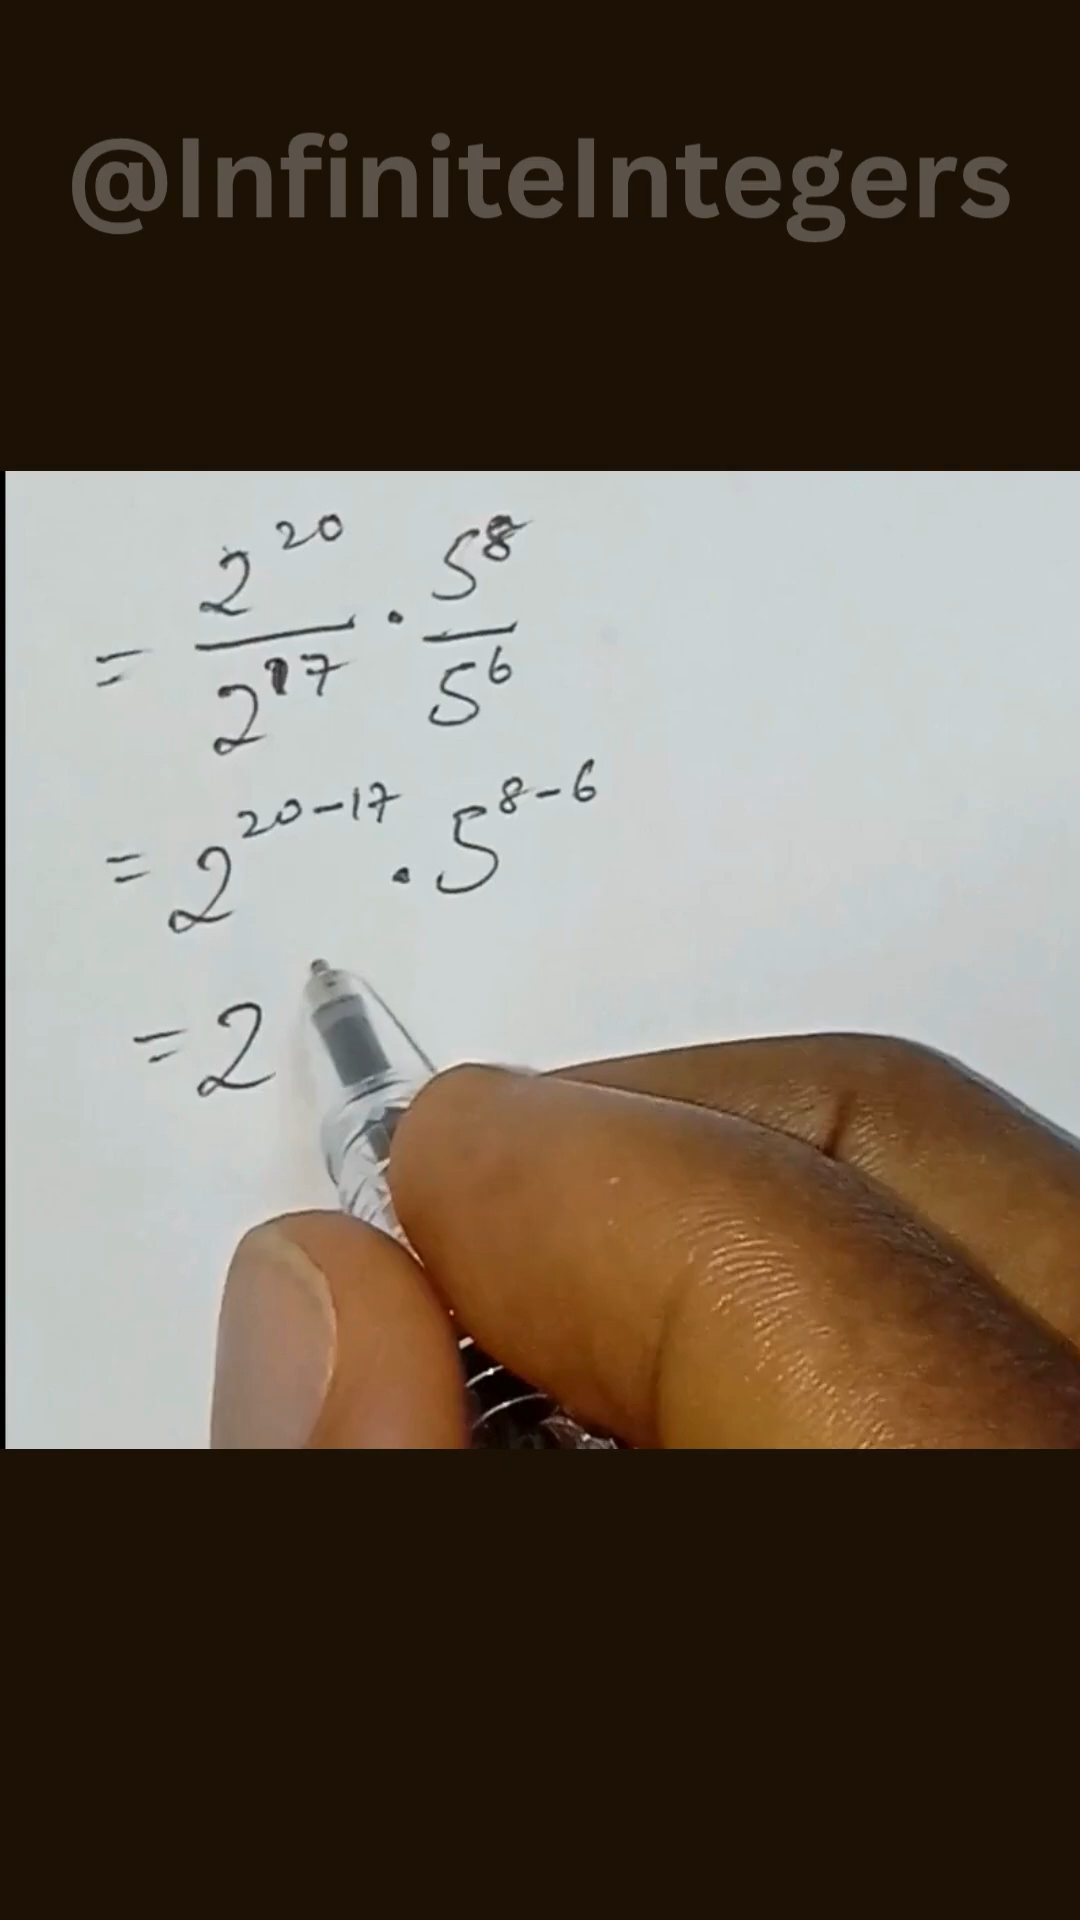 @InfiniteIntegers
= 2^20/2^17 · 5^8/5^6
= 2^20-17 · 5^8-6
= 2